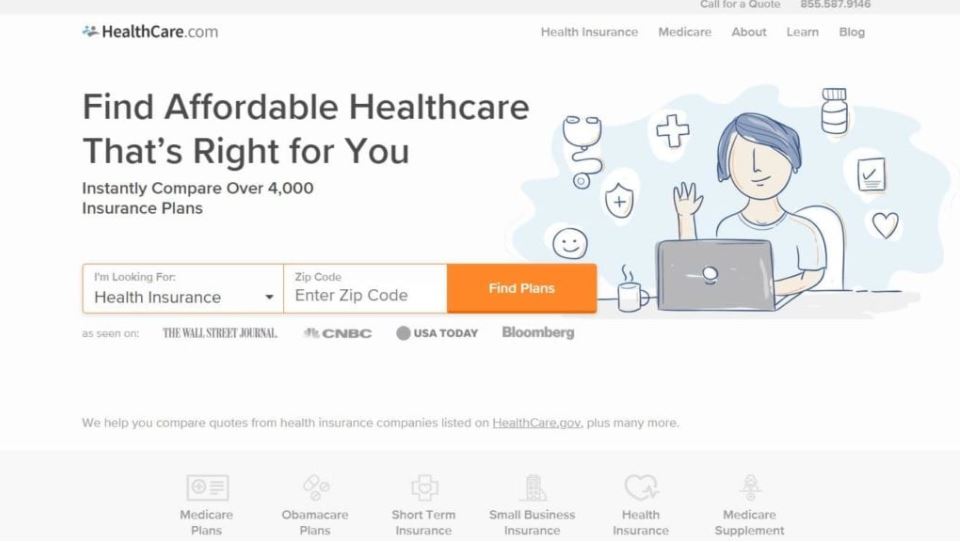 Call for a Quote 855.587.9146
HealthCare.com
Health Insurance Medicare About Learn Blog
Find Affordable Healthcare
That's Right for You
Instantly Compare Over 4,000
Insurance Plans
I'm Looking For:
Health Insurance
Zip Code
Enter Zip Code
Find Plans
as seen on: THE WALL STREET JOURNAL. CNBC USA TODAY Bloomberg
We help you compare quotes from health insurance companies listed on HealthCare.gov, plus many more.
Medicare
Plans
Obamacare
Plans
Short Term
Insurance
Small Business
Insurance
Health
Insurance
Medicare
Supplement